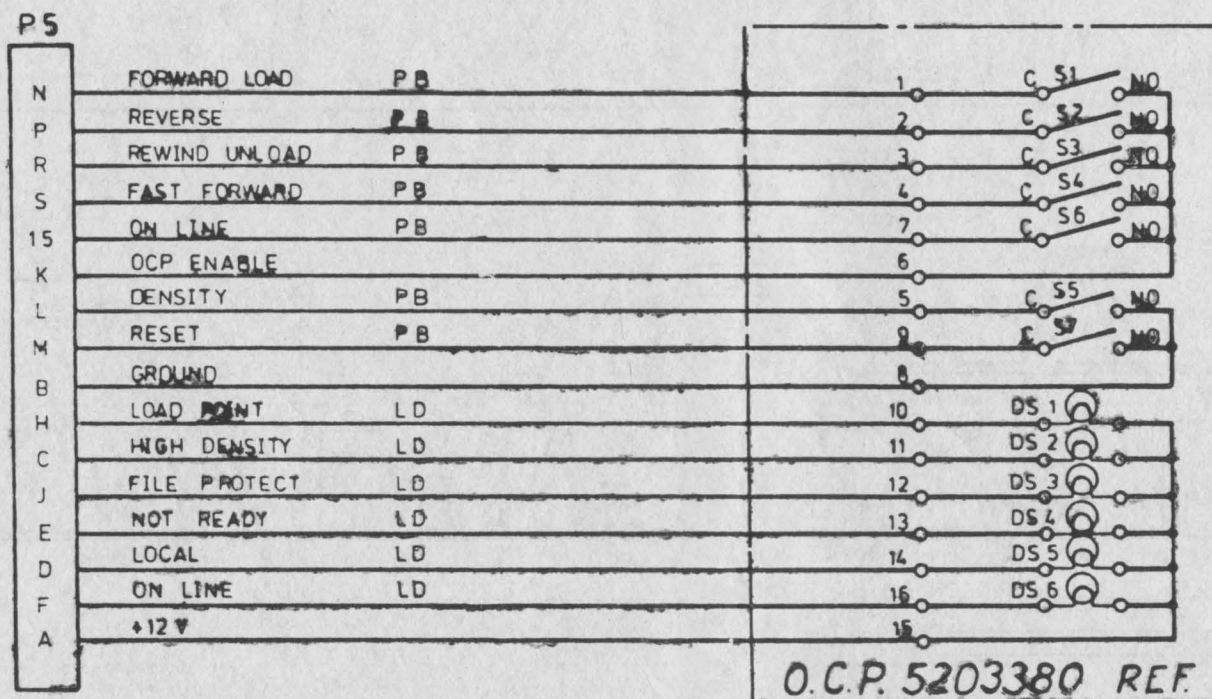 P5
N FORWARD LOAD PB 1 C S1 NO
P REVERSE PB 2 C S2 NO
R REWIND UNLOAD PB 3 C S3 NO
S FAST FORWARD PB 4 C S4 NO
15 ON LINE PB 7 C S6 NO
K OCP ENABLE 6
L DENSITY PB 5 C S5 NO
M RESET PB 9 C S7 NO
B GROUND 8
H LOAD POINT LD 10 DS 1
C HIGH DENSITY LD 11 DS 2
J FILE PROTECT LD 12 DS 3
E NOT READY LD 13 DS 4
D LOCAL LD 14 DS 5
F ON LINE LD 16 DS 6
A +12 V 15
O.C.P. 5203380 REF